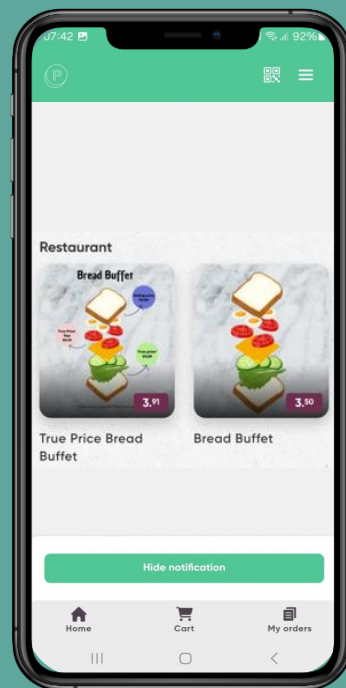 07:42
92%
P
Restaurant
Bread Buffet
3.91
3.50
True Price Bread
Buffet
Bread Buffet
Hide notification
Home
Cart
My orders